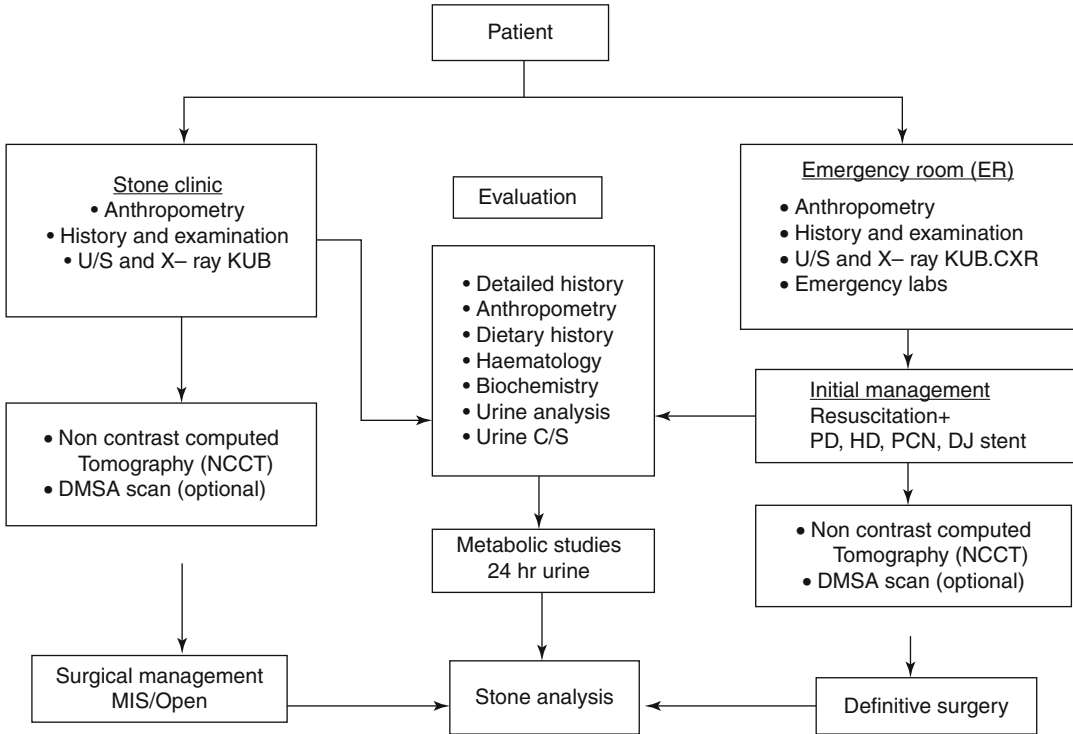 Patient
Stone clinic
• Anthropometry
• History and examination
• U/S and X– ray KUB
Evaluation
• Detailed history
• Anthropometry
• Dietary history
• Haematology
• Biochemistry
• Urine analysis
• Urine C/S
Emergency room (ER)
• Anthropometry
• History and examination
• U/S and X– ray KUB.CXR
• Emergency labs
Initial management
Resuscitation+
PD, HD, PCN, DJ stent
• Non contrast computed
Tomography (NCCT)
• DMSA scan (optional)
Metabolic studies
24 hr urine
• Non contrast computed
Tomography (NCCT)
• DMSA scan (optional)
Surgical management
MIS/Open
Stone analysis
Definitive surgery